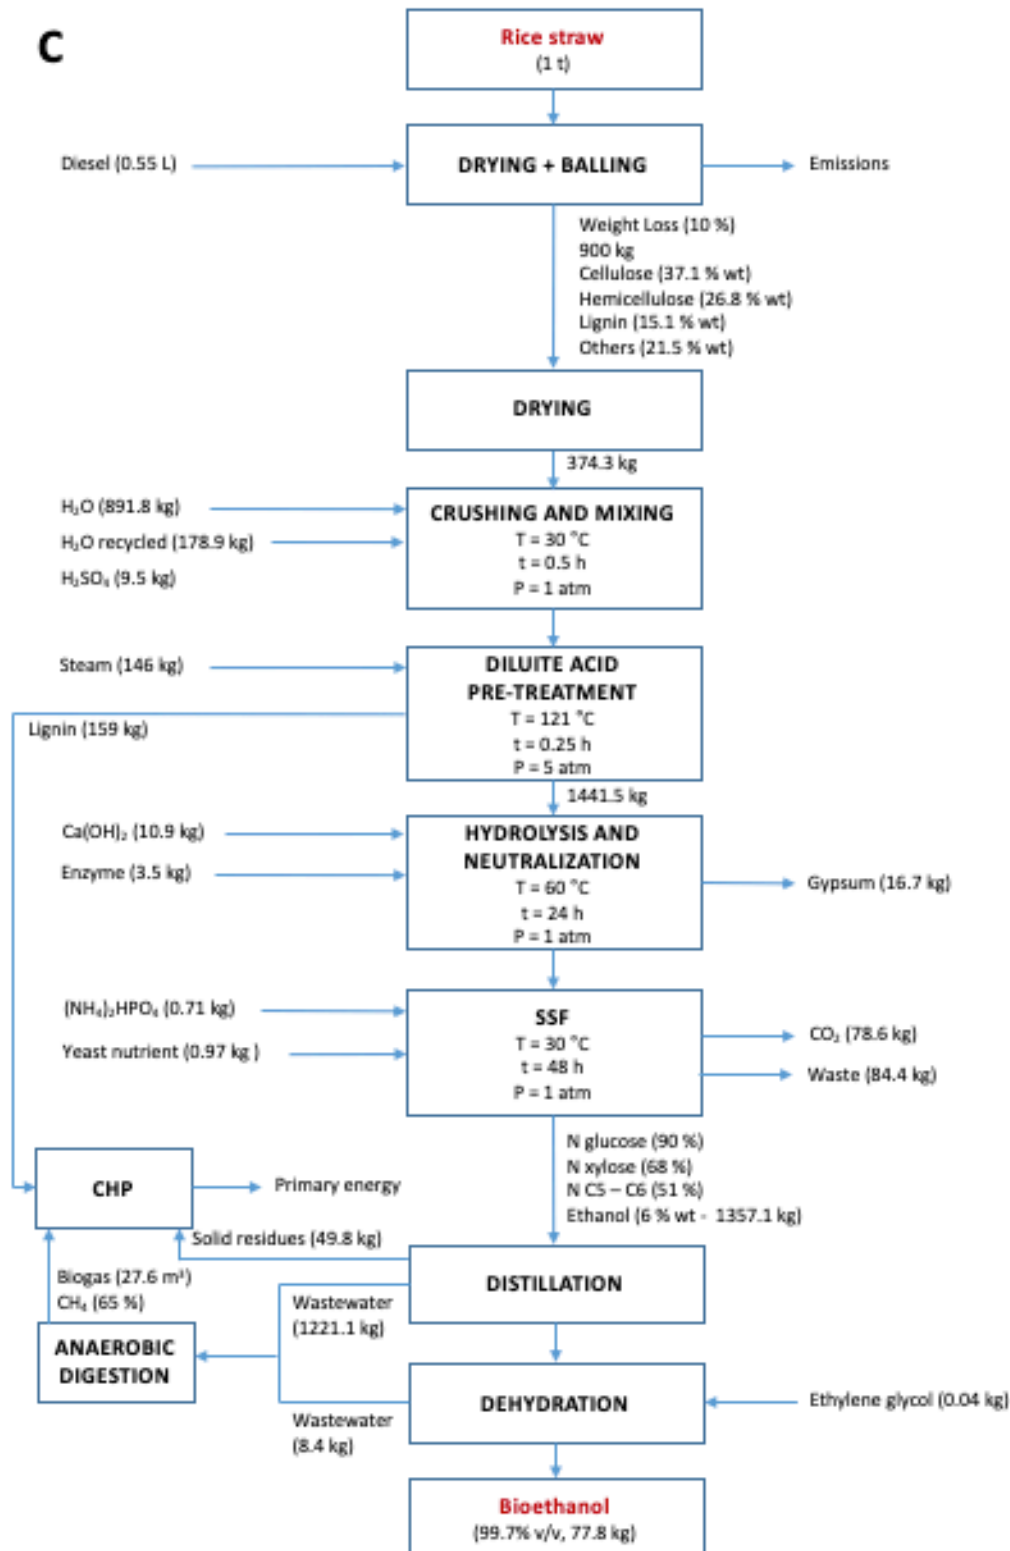 C
Rice straw
(1 t)
Diesel (0.55 L)
DRYING + BALLING
Emissions
Weight Loss (10 %)
900 kg
Cellulose (37.1 % wt)
Hemicellulose (26.8 % wt)
Lignin (15.1 % wt)
Others (21.5 % wt)
DRYING
374.3 kg
H₂O (891.8 kg)
H₂O recycled (178.9 kg)
H₂SO₄ (9.5 kg)
CRUSHING AND MIXING
T = 30 °C
t = 0.5 h
P = 1 atm
Steam (146 kg)
DILUITE ACID
PRE-TREATMENT
T = 121 °C
t = 0.25 h
P = 5 atm
Lignin (159 kg)
1441.5 kg
Ca(OH)₂ (10.9 kg)
Enzyme (3.5 kg)
HYDROLYSIS AND
NEUTRALIZATION
T = 60 °C
t = 24 h
P = 1 atm
Gypsum (16.7 kg)
(NH₄)₂HPO₄ (0.71 kg)
Yeast nutrient (0.97 kg )
SSF
T = 30 °C
t = 48 h
P = 1 atm
CO₂ (78.6 kg)
Waste (84.4 kg)
N glucose (90 %)
N xylose (68 %)
N C5 – C6 (51 %)
Ethanol (6 % wt - 1357.1 kg)
CHP
Primary energy
Solid residues (49.8 kg)
Biogas (27.6 m³)
CH₄ (65 %)
DISTILLATION
Wastewater
(1221.1 kg)
ANAEROBIC
DIGESTION
DEHYDRATION
Ethylene glycol (0.04 kg)
Wastewater
(8.4 kg)
Bioethanol
(99.7% v/v, 77.8 kg)